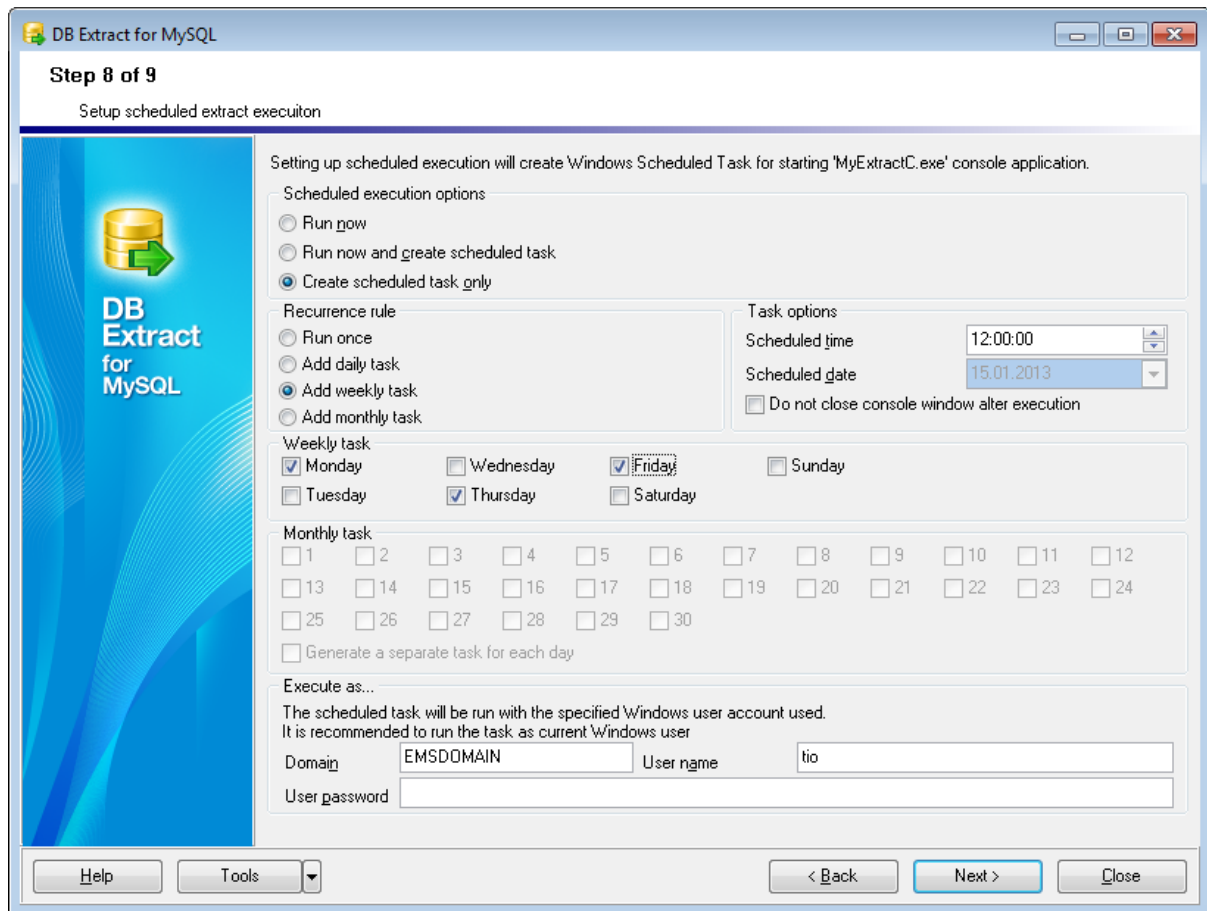 DB Extract for MySQL
Step 8 of 9
Setup scheduled extract execuiton
DB
Extract
for
MySQL
Setting up scheduled execution will create Windows Scheduled Task for starting 'MyExtractC.exe' console application.
Scheduled execution options
Run now
Run now and create scheduled task
Create scheduled task only
Recurrence rule
Run once
Add daily task
Add weekly task
Add monthly task
Task options
Scheduled time 12:00:00
Scheduled date 15.01.2013
Do not close console window alter execution
Weekly task
Monday Wednesday Friday Sunday
Tuesday Thursday Saturday
Monthly task
1 2 3 4 5 6 7 8 9 10 11 12
13 14 15 16 17 18 19 20 21 22 23 24
25 26 27 28 29 30
Generate a separate task for each day
Execute as...
The scheduled task will be run with the specified Windows user account used.
It is recommended to run the task as current Windows user
Domain EMSDOMAIN User name tio
User password
Help Tools < Back Next > Close